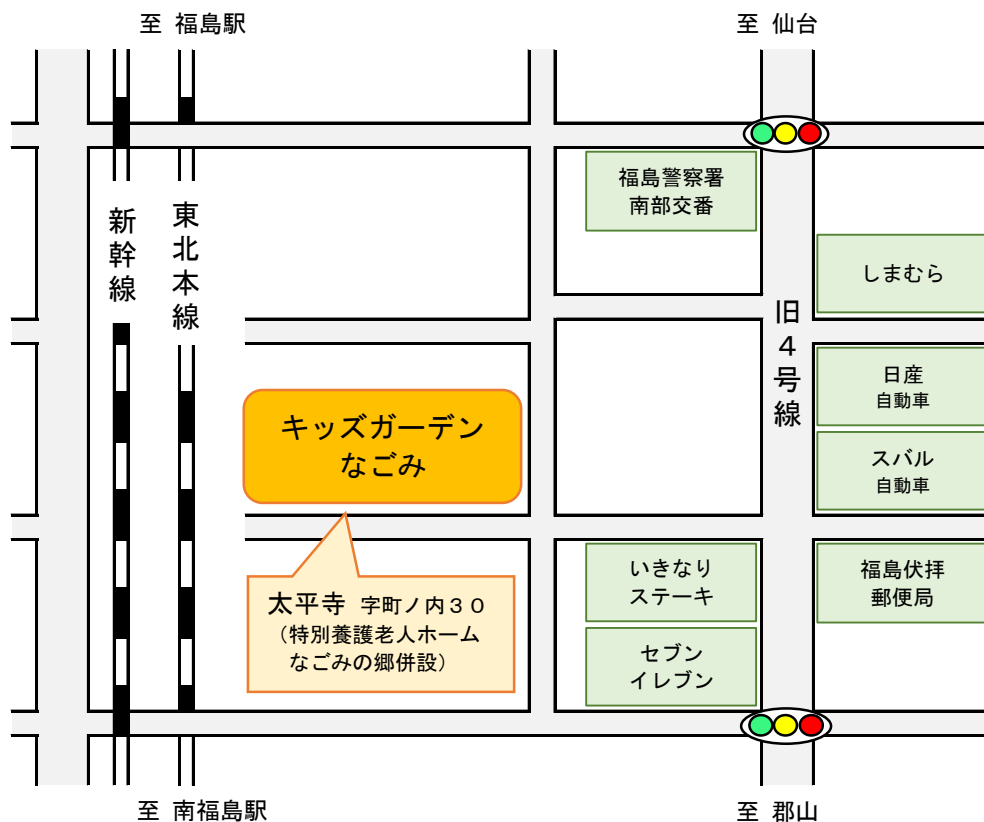 至 福島駅
至 仙台
福島警察署
南部交番
新幹線
東北本線
しまむら
旧４号線
日産
自動車
キッズガーデン
なごみ
スバル
自動車
いきなり
ステーキ
福島伏拝
郵便局
太平寺 字町ノ内３０
（特別養護老人ホーム
なごみの郷併設）
セブン
イレブン
至 南福島駅
至 郡山